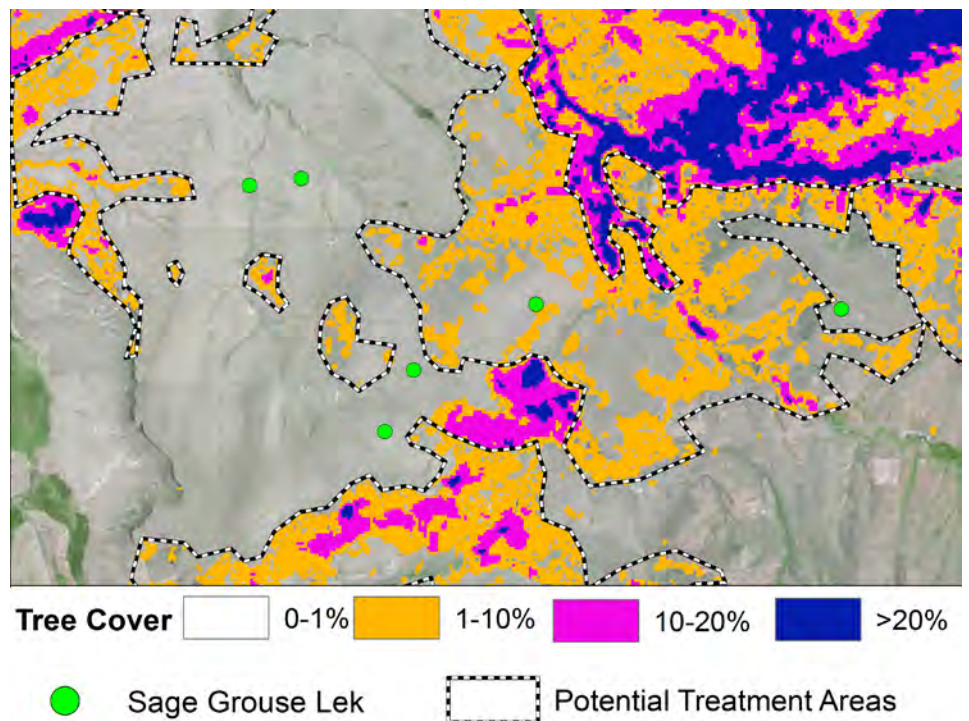 Tree Cover 0-1% 1-10% 10-20% >20%
Sage Grouse Lek Potential Treatment Areas